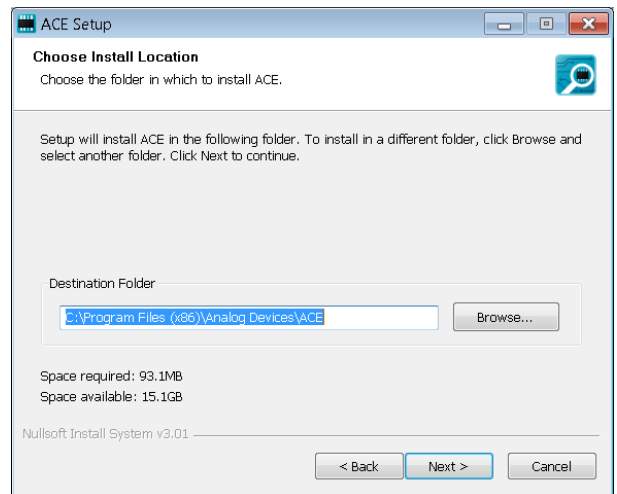 ACE Setup
Choose Install Location
Choose the folder in which to install ACE.
Setup will install ACE in the following folder. To install in a different folder, click Browse and
select another folder. Click Next to continue.
Destination Folder
C:\Program Files (x86)\Analog Devices\ACE
Browse...
Space required: 93.1MB
Space available: 15.1GB
Nullsoft Install System v3.01
< Back
Next >
Cancel